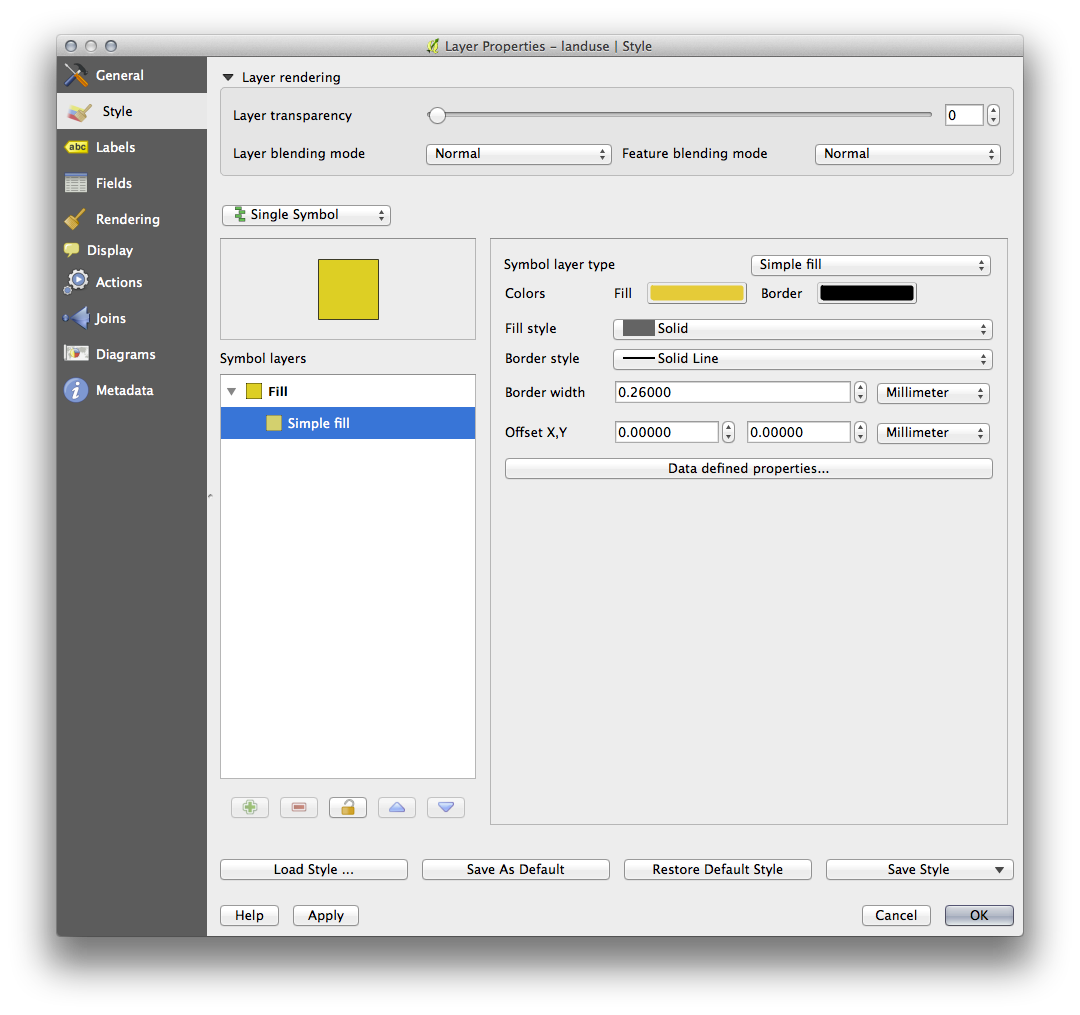 Layer Properties – landuse | Style
General
Style
abc Labels
Fields
Rendering
Display
Actions
Joins
Diagrams
i Metadata
Layer rendering
Layer transparency 0
Layer blending mode Normal Feature blending mode Normal
Single Symbol
Symbol layers
Fill
Simple fill
Symbol layer type Simple fill
Colors Fill Border
Fill style Solid
Border style Solid Line
Border width 0.26000 Millimeter
Offset X,Y 0.00000 0.00000 Millimeter
Data defined properties...
Load Style ... Save As Default Restore Default Style Save Style
Help Apply Cancel OK